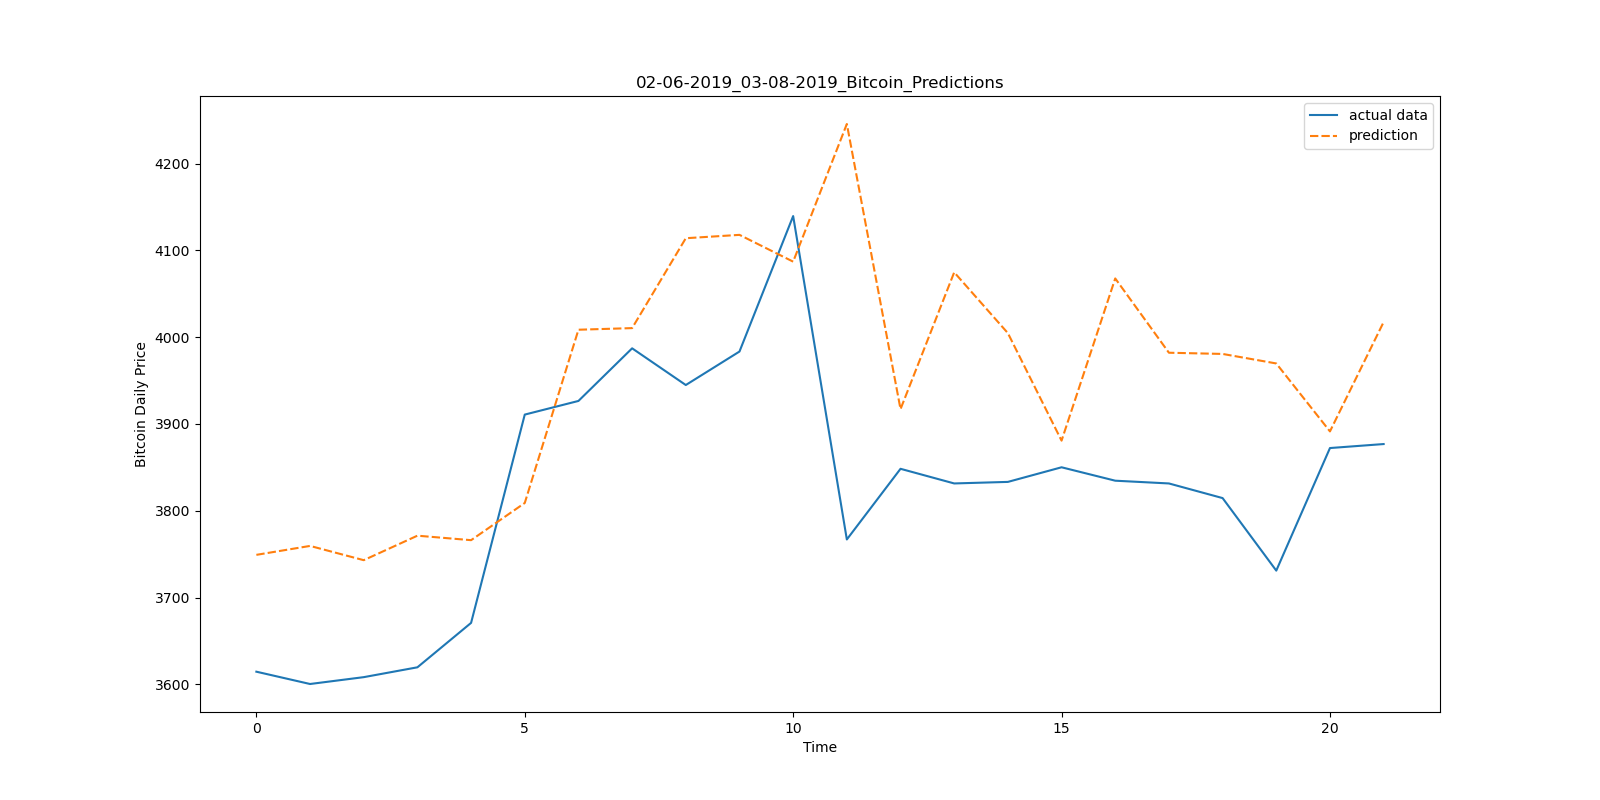 02-06-2019_03-08-2019_Bitcoin_Predictions
actual data
prediction
4200
4100
4000
3900
3800
3700
3600
Bitcoin Daily Price
0 5 10 15 20
Time